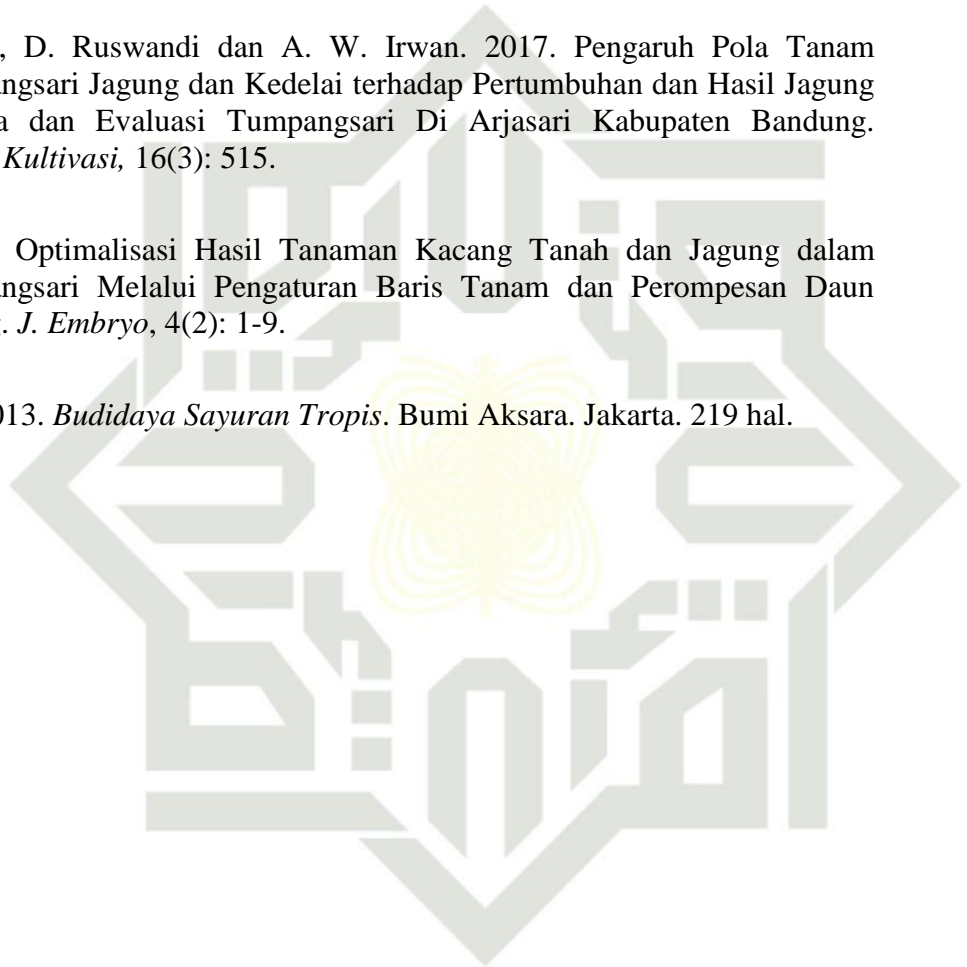 , D. Ruswandi dan A. W. Irwan. 2017. Pengaruh Pola Tanam
angsari Jagung dan Kedelai terhadap Pertumbuhan dan Hasil Jagung
a dan Evaluasi Tumpangsari Di Arjasari Kabupaten Bandung.
Kultivasi, 16(3): 515.
Optimalisasi Hasil Tanaman Kacang Tanah dan Jagung dalam
angsari Melalui Pengaturan Baris Tanam dan Perompesan Daun
. J. Embryo, 4(2): 1-9.
013. Budidaya Sayuran Tropis. Bumi Aksara. Jakarta. 219 hal.